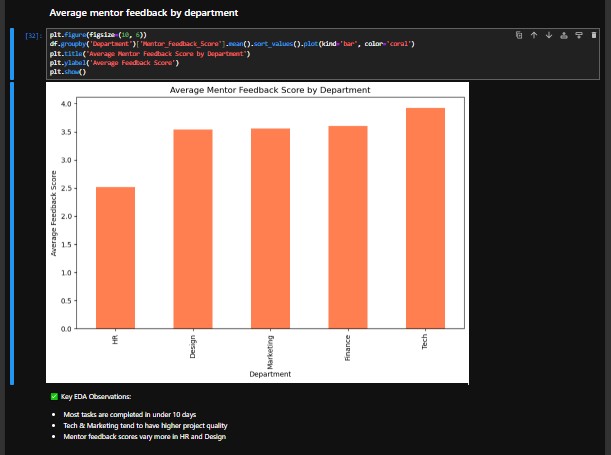 Average mentor feedback by department
[32]:
plt.figure(figsize=(10, 6))
df.groupby('Department')['Mentor_Feedback_Score'].mean().sort_values().plot(kind='bar', color='coral')
plt.title('Average Mentor Feedback Score by Department')
plt.ylabel('Average Feedback Score')
plt.show()
Average Mentor Feedback Score by Department
4.0
3.5
3.0
2.5
2.0
1.5
1.0
0.5
0.0
Average Feedback Score
HR
Design
Marketing
Finance
Tech
Department
✅ Key EDA Observations:
• Most tasks are completed in under 10 days
• Tech & Marketing tend to have higher project quality
• Mentor feedback scores vary more in HR and Design